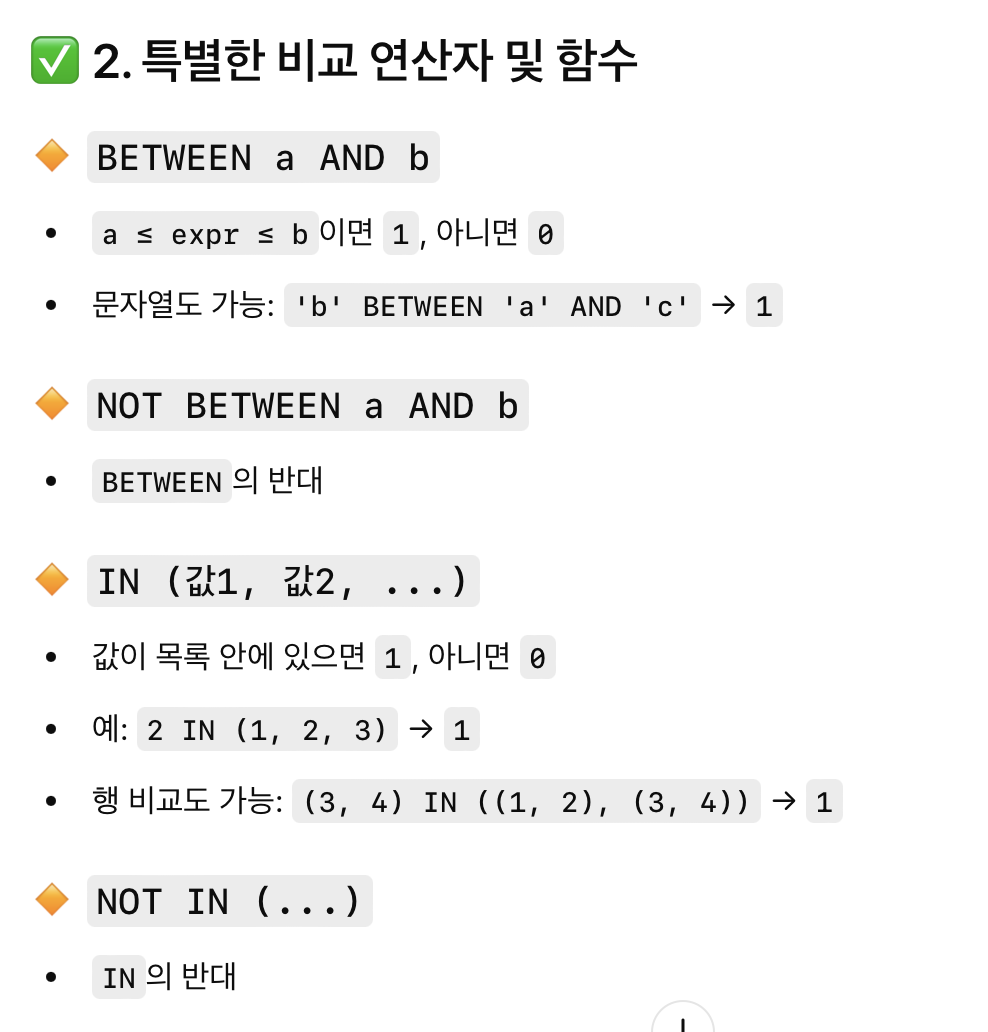 ✅ 2. 특별한 비교 연산자 및 함수
🔶 BETWEEN a AND b
• a ≤ expr ≤ b이면 1, 아니면 0
• 문자열도 가능: 'b' BETWEEN 'a' AND 'c' → 1
🔶 NOT BETWEEN a AND b
• BETWEEN의 반대
🔶 IN (값1, 값2, ...)
• 값이 목록 안에 있으면 1, 아니면 0
• 예: 2 IN (1, 2, 3) → 1
• 행 비교도 가능: (3, 4) IN ((1, 2), (3, 4)) → 1
🔶 NOT IN (...)
• IN의 반대